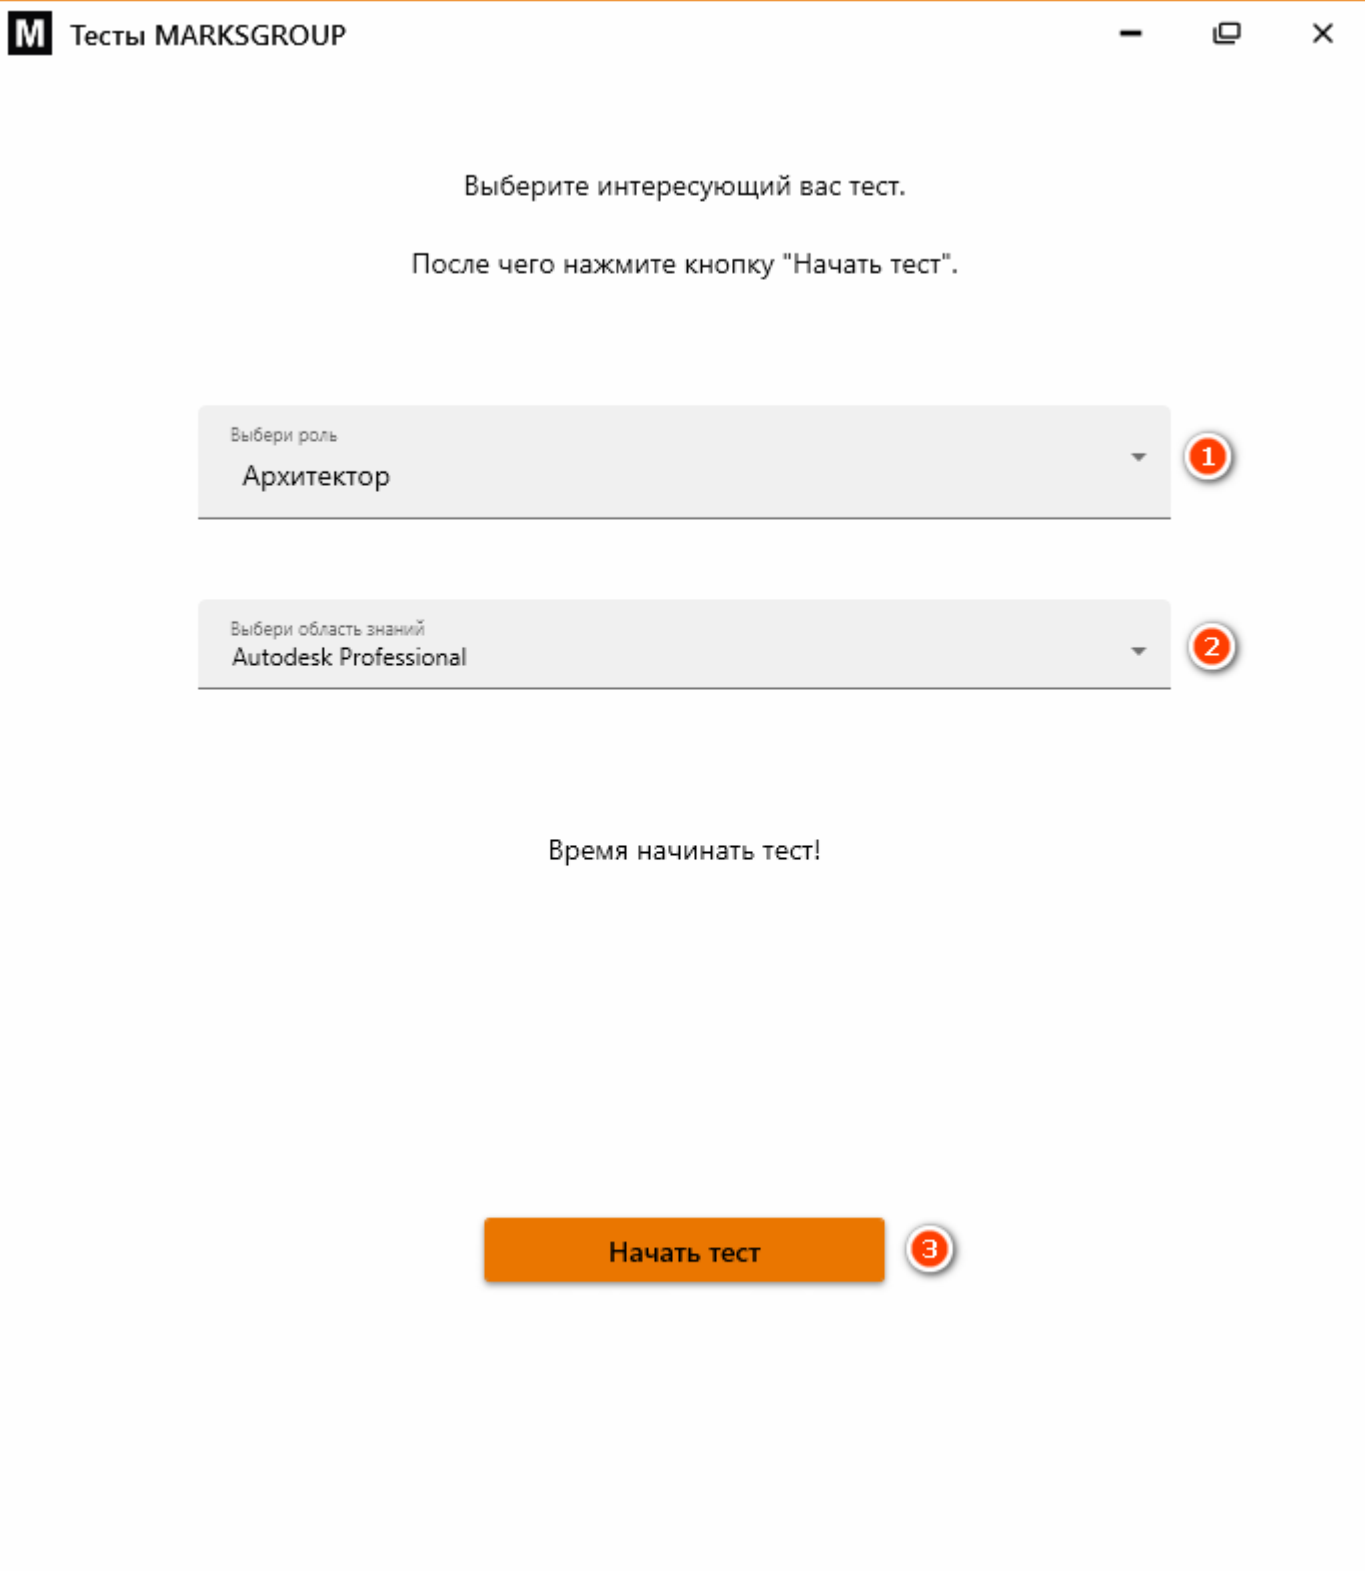 M Тесты MARKSGROUP
Выберите интересующий вас тест.
После чего нажмите кнопку "Начать тест".
Выбери роль
Архитектор
1
Выбери область знаний
Autodesk Professional
2
Время начинать тест!
Начать тест
3